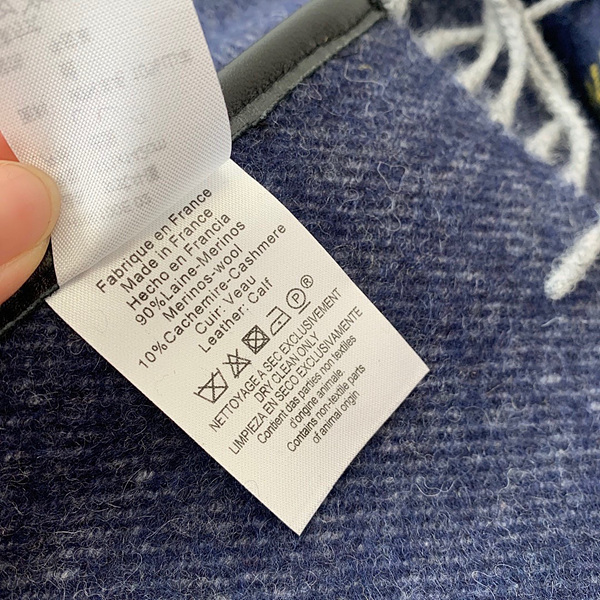 Fabriqué en France
Made in France
Hecho en Francia
90%Laine-Merinos
Merinos-wool
10%Cachemire-Cashmere
Cuir: Veau
Leather: Calf
P®
NETTOYAGE A SEC EXCLUSIVEMENT
DRY CLEAN ONLY
LIMPIEZA EN SECO EXCLUSIVAMENTE
Contient des parties non textiles
d'origine animale.
Contains non-textile parts
of animal origin